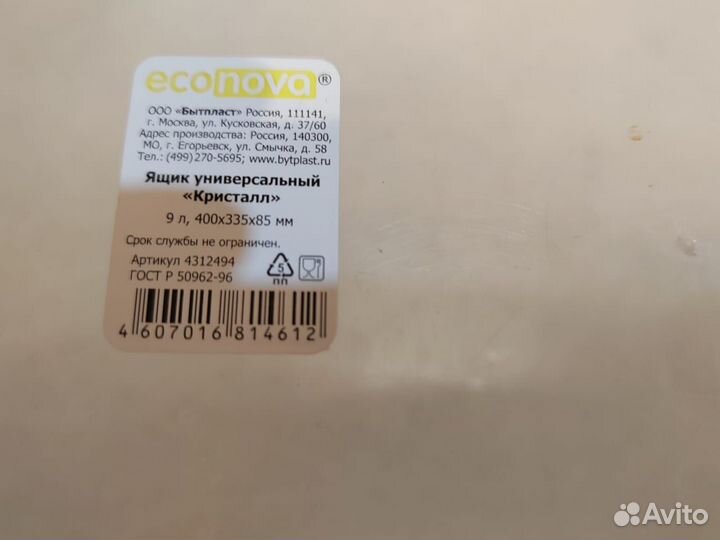 econova®
ООО «Бытпласт» Россия, 111141,
г. Москва, ул. Кусковская, д. 37/60
Адрес производства: Россия, 140300,
МО, г. Егорьевск, ул. Смычка, д. 58
Тел.: (499)270-5695; www.bytplast.ru
Ящик универсальный
«Кристалл»
9 л, 400х335х85 мм
Срок службы не ограничен.
Артикул 4312494
ГОСТ Р 50962-96
5
ПП
4 607016 814612
Avito